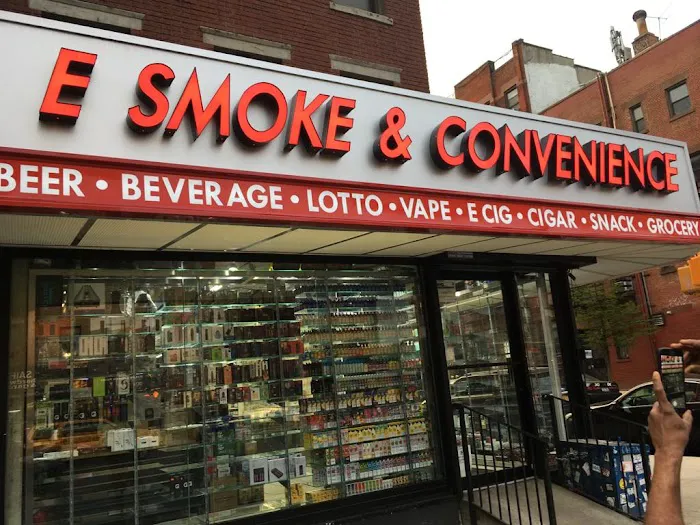 E SMOKE & CONVENIENCE
BEER • BEVERAGE • LOTTO • VAPE • E CIG • CIGAR • SNACK • GROCERY